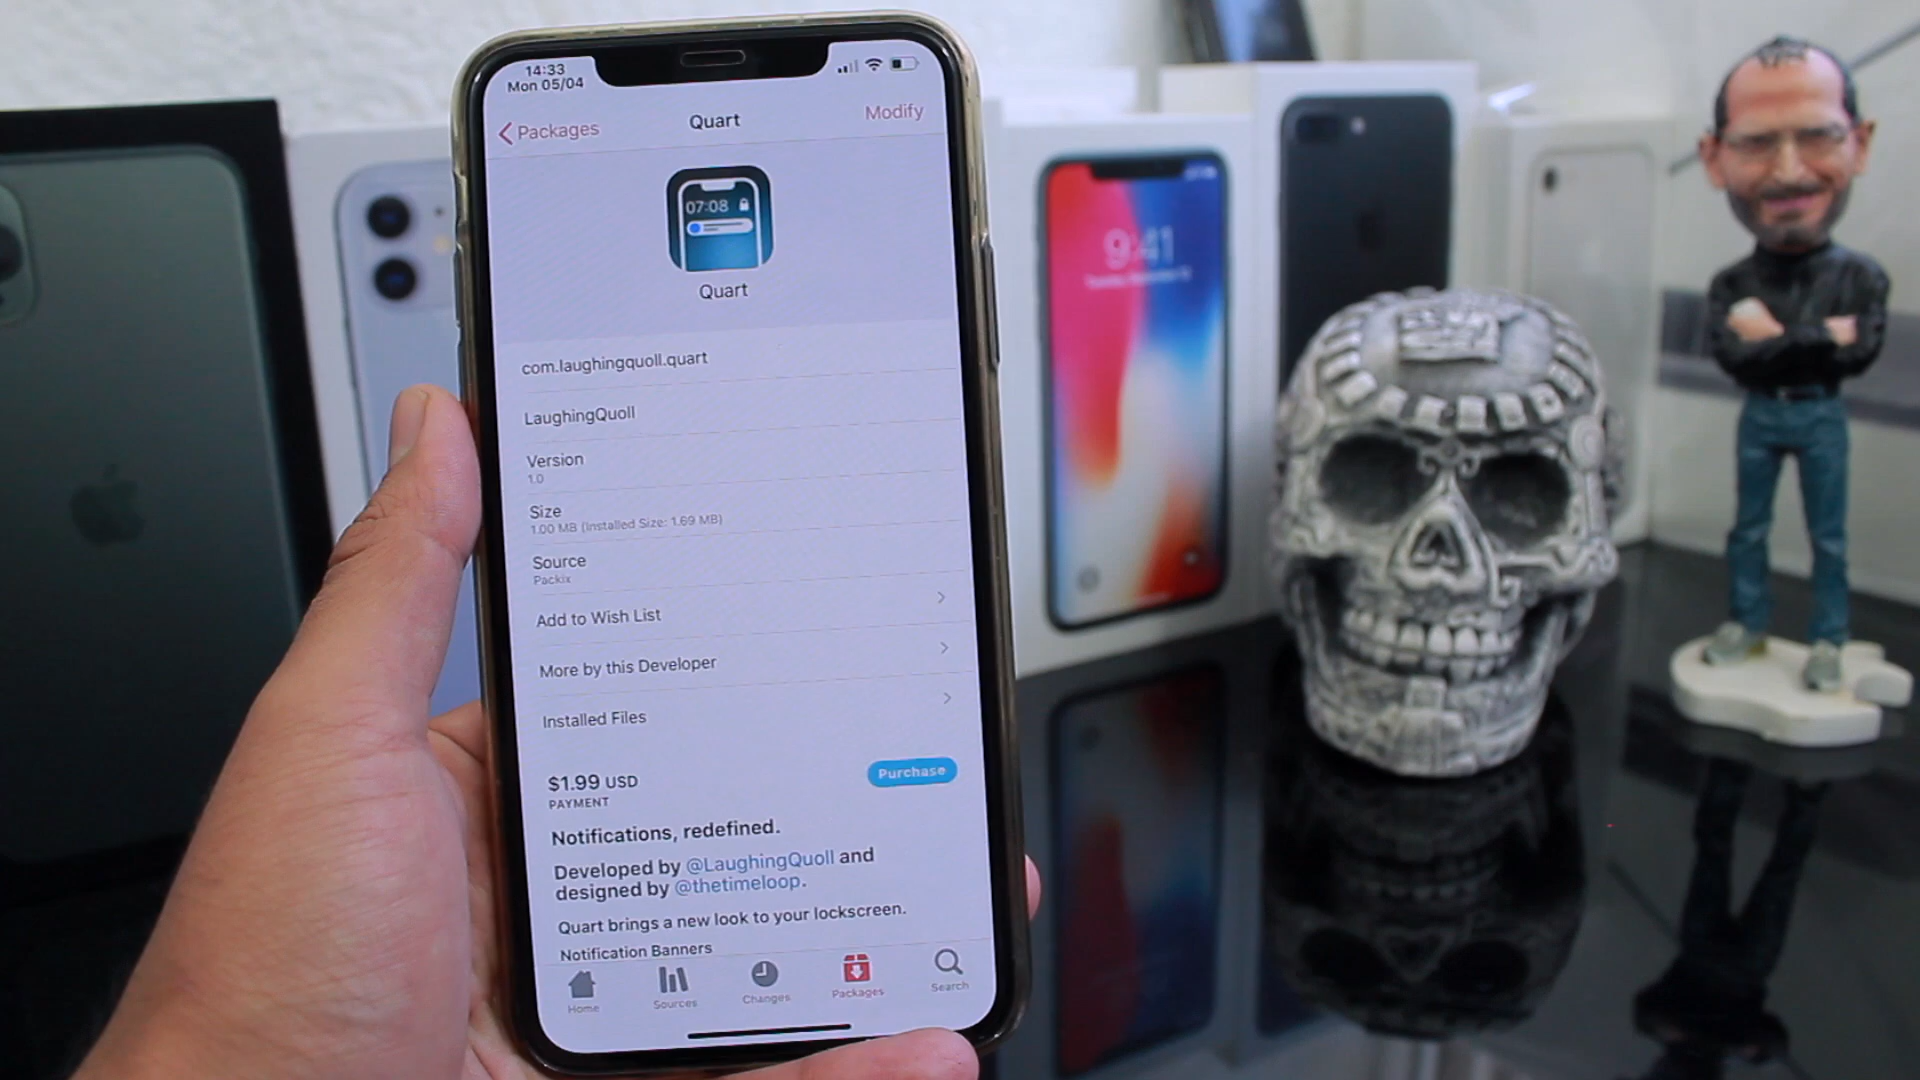 14:33
Mon 05/04
Packages
Quart
Modify
07:08
Quart
com.laughingquoll.quart
LaughingQuoll
Version
1.0
Size
1.00 MB (Installed Size: 1.69 MB)
Source
Packix
Add to Wish List
More by this Developer
Installed Files
$1.99 USD
PAYMENT
Purchase
Notifications, redefined.
Developed by @LaughingQuoll and
designed by @thetimeloop.
Quart brings a new look to your lockscreen.
Notification Banners
Home
Sources
Changes
Packages
Search
9:41